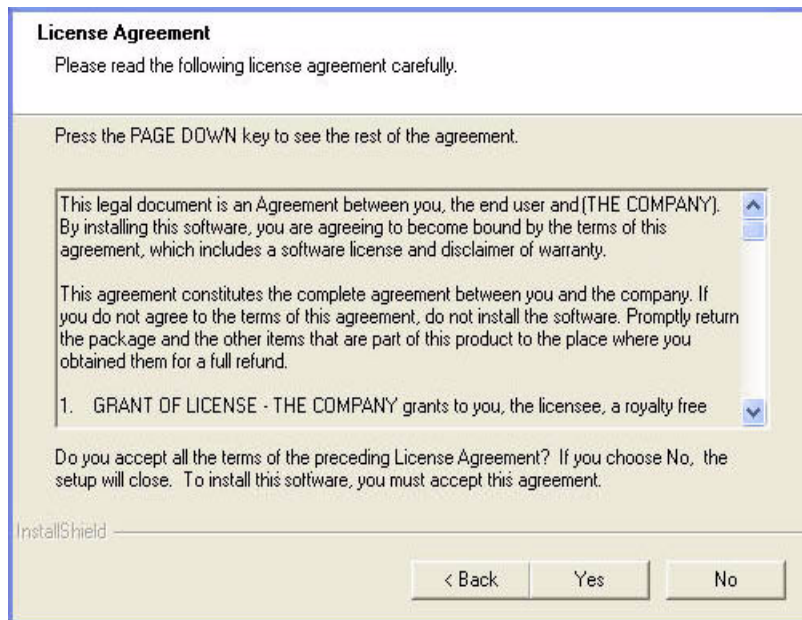 License Agreement
Please read the following license agreement carefully.
Press the PAGE DOWN key to see the rest of the agreement.
This legal document is an Agreement between you, the end user and (THE COMPANY).
By installing this software, you are agreeing to become bound by the terms of this
agreement, which includes a software license and disclaimer of warranty.
This agreement constitutes the complete agreement between you and the company. If
you do not agree to the terms of this agreement, do not install the software. Promptly return
the package and the other items that are part of this product to the place where you
obtained them for a full refund.
1. GRANT OF LICENSE - THE COMPANY grants to you, the licensee, a royalty free
Do you accept all the terms of the preceding License Agreement? If you choose No, the
setup will close. To install this software, you must accept this agreement.
InstallShield
< Back Yes No